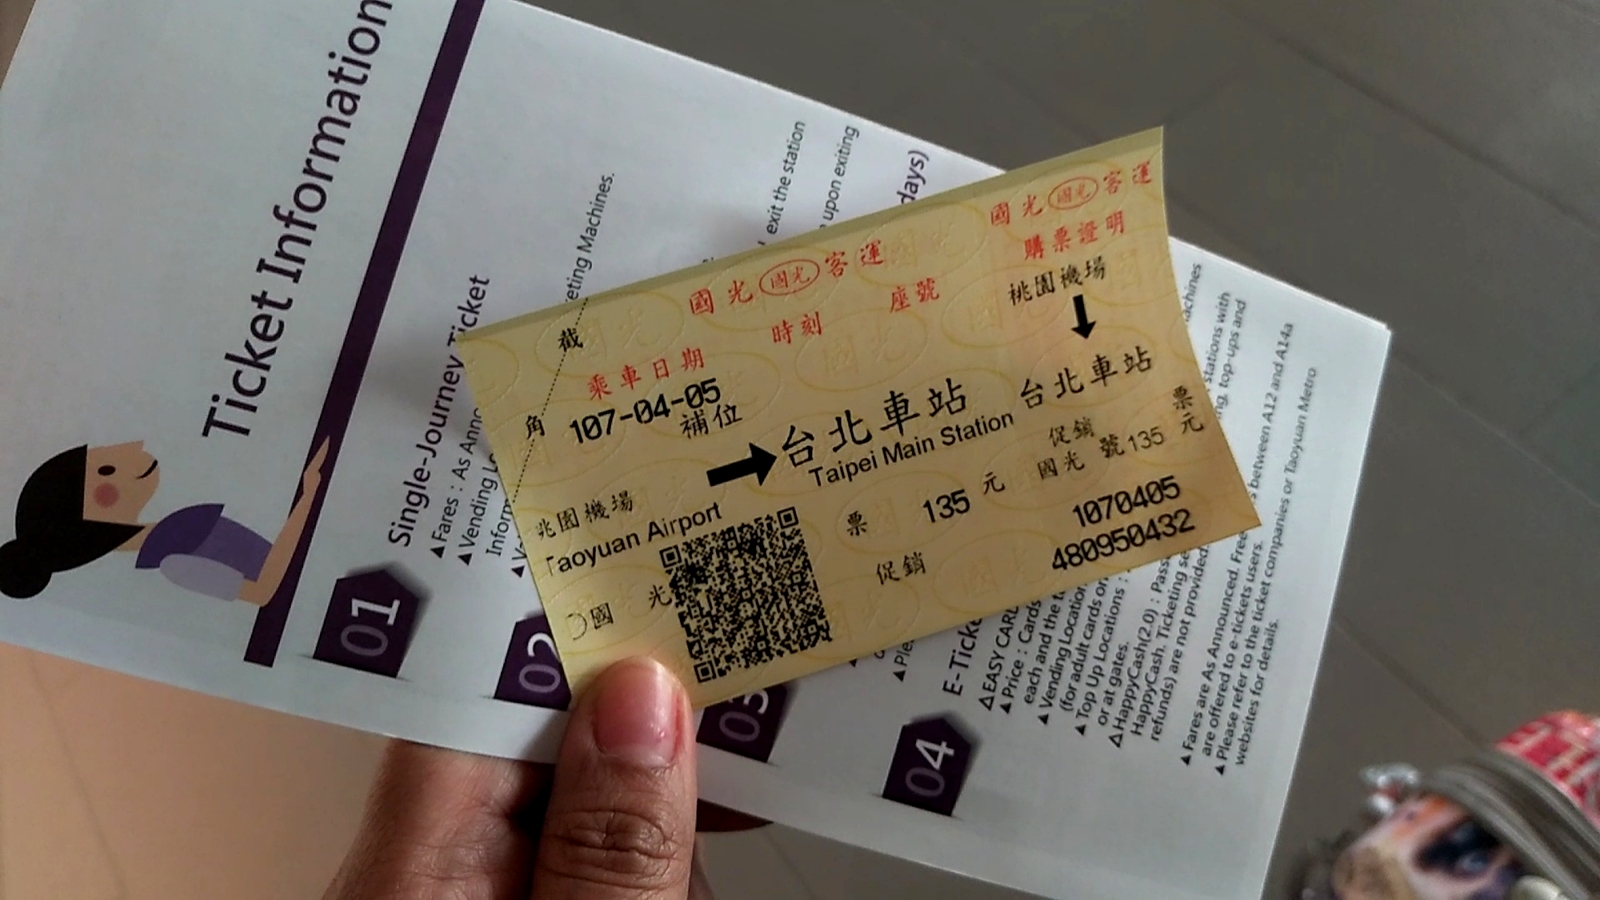 Ticket Information
01
Single-Journey Ticket
▲Fares : As Anno
▲Vending Lo
eting Machines.
Inform
02
exit the station
upon exiting
03
days)
▲Ple
04
E-Ticke
△EASY CARD
▲Price : Cards
each and the
▲Vending Location
(for adult cards or
▲Top Up Locations :
or at gates.
△HappyCash(2.0) : Pass
HappyCash. Ticketing se
refunds) are not provided.
achines
stations with
ng, top-ups and
▲Fares are As Announced. Free
between A12 and A14a
are offered to e-tickets users.
▲Please refer to the ticket companies or Taoyuan Metro
websites for details.
國光 國光 客運
截
角
乘車日期
時刻
座號
107-04-05
補位
桃園機場
Taoyuan Airport
台北車站
Taipei Main Station
國光
票 135 元
促銷
國光 國光 客運
購票證明
桃園機場
台北車站
促銷 票
國光 號135 元
1070405
480950432